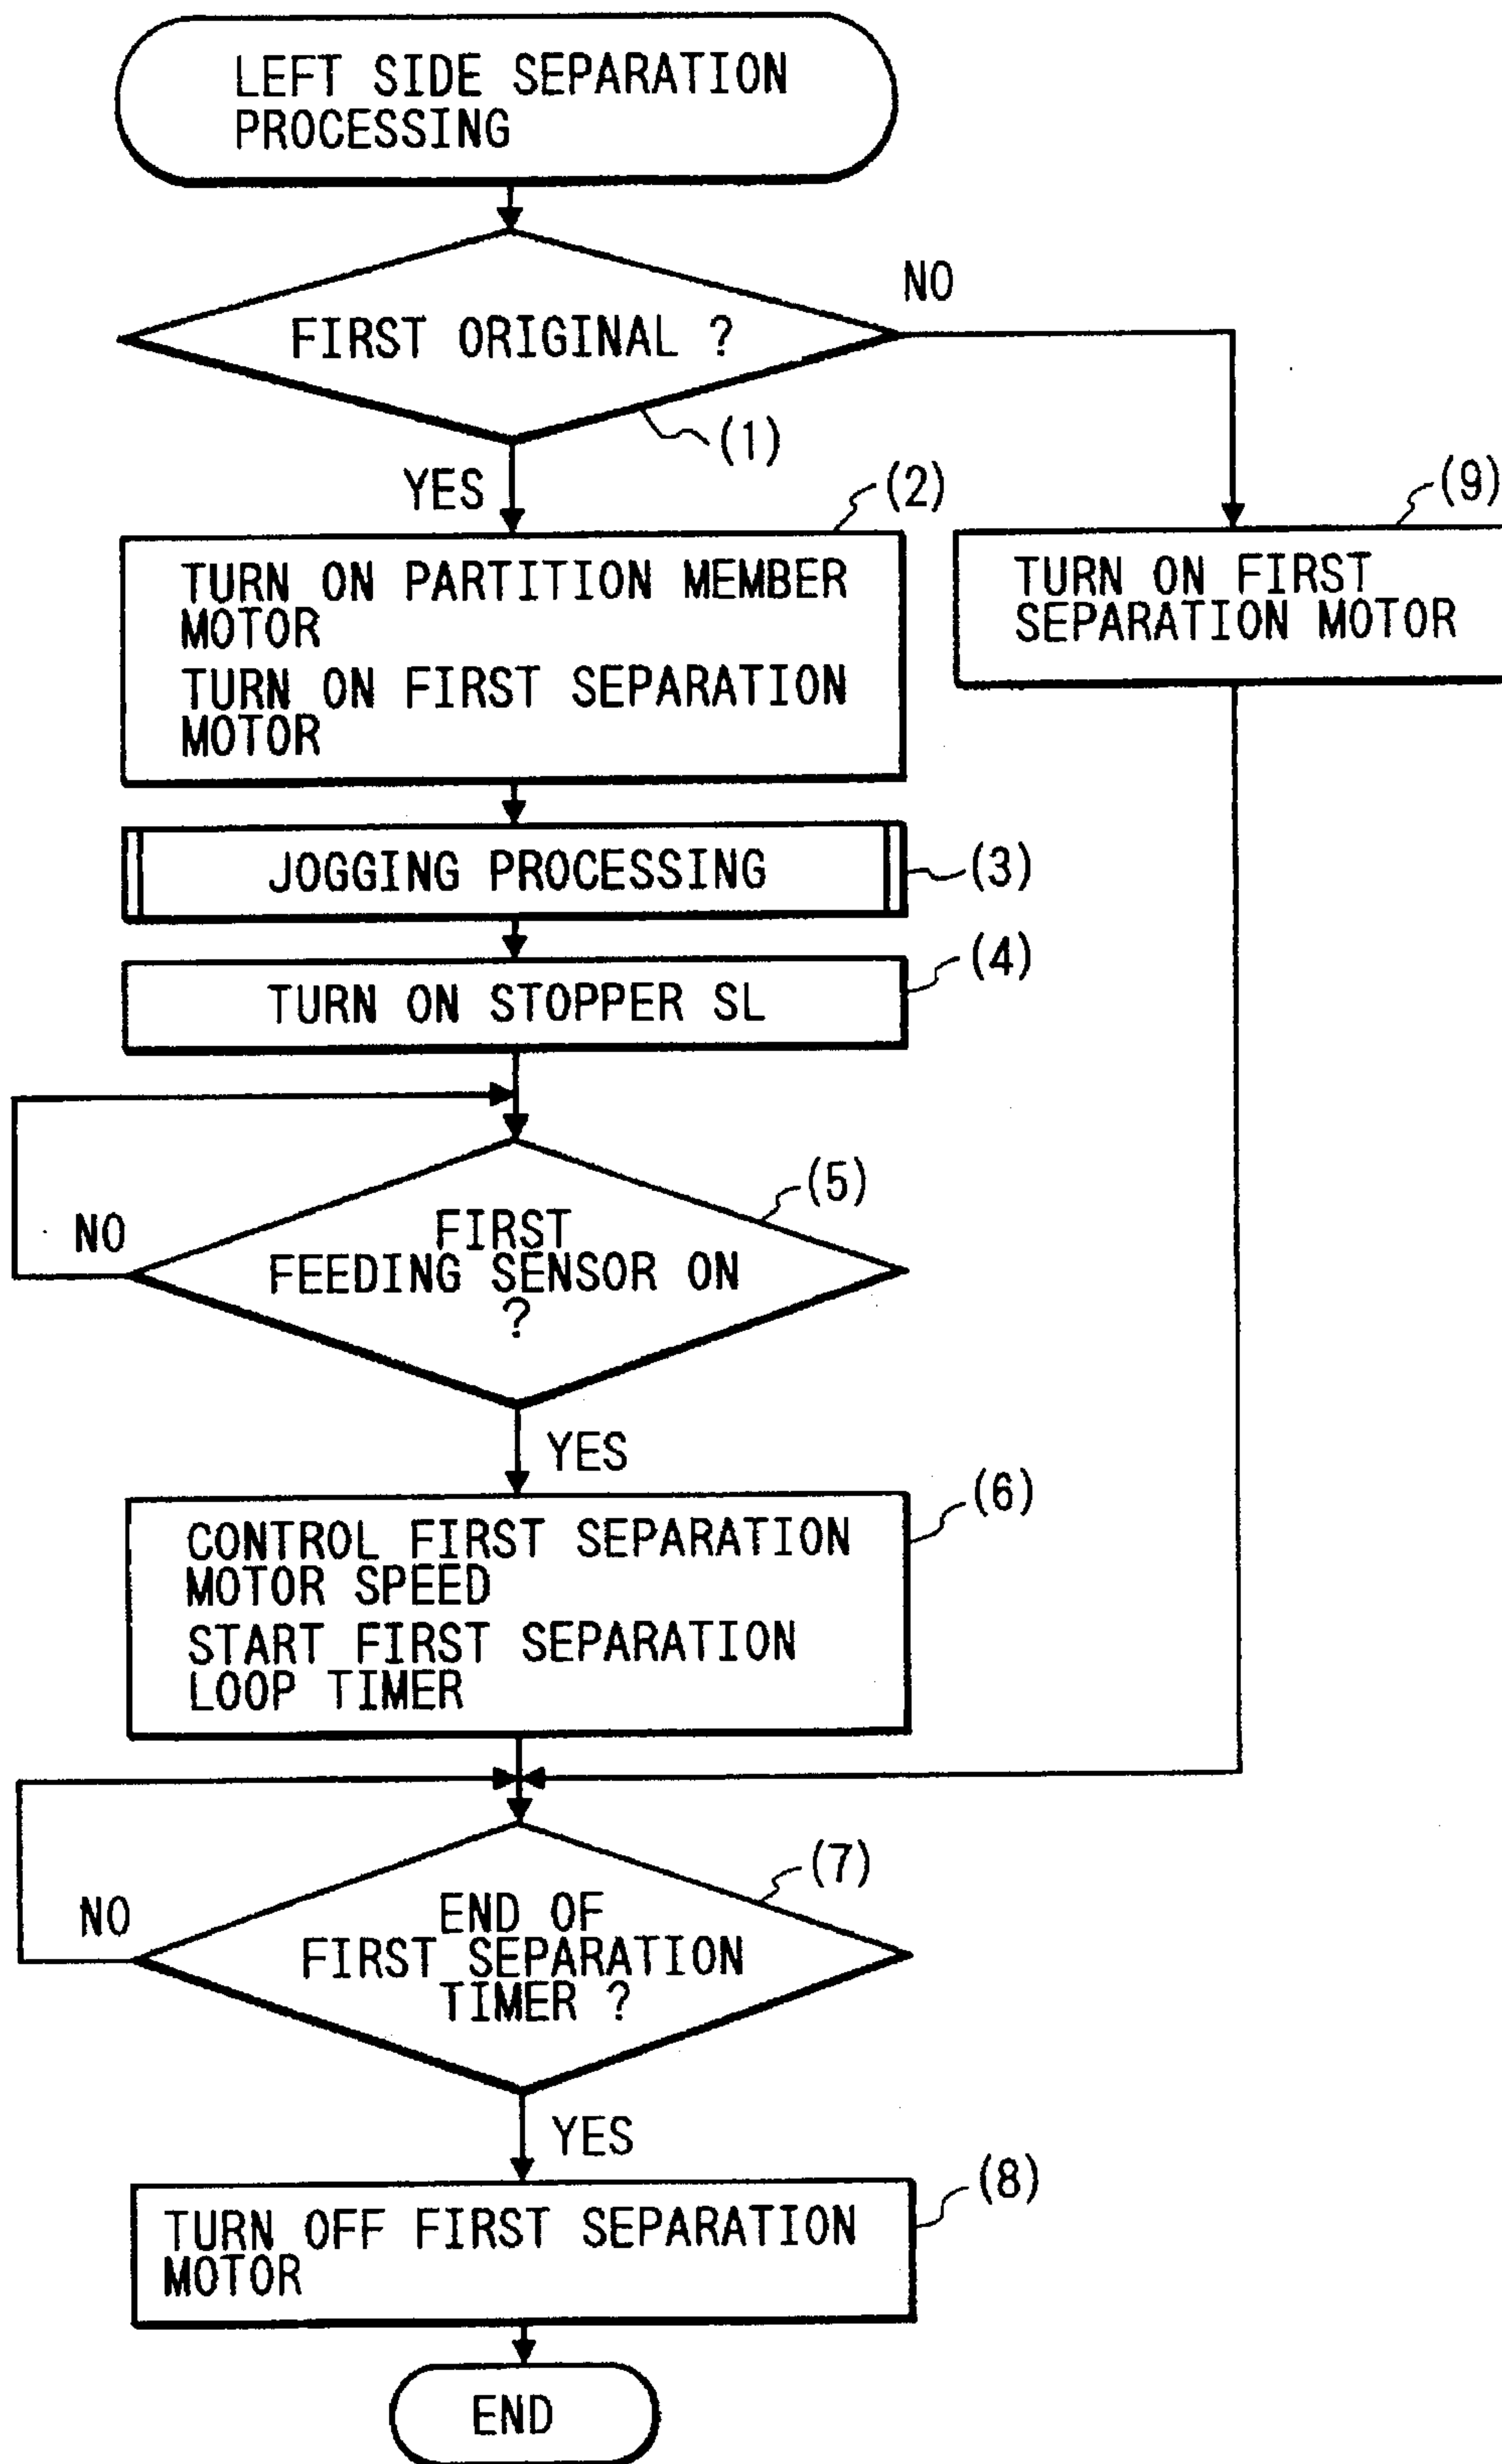 LEFT SIDE SEPARATION
PROCESSING
FIRST ORIGINAL ?
NO
(1)
YES
(2)
TURN ON PARTITION MEMBER
MOTOR
TURN ON FIRST SEPARATION
MOTOR
(9)
TURN ON FIRST
SEPARATION MOTOR
JOGGING PROCESSING
(3)
TURN ON STOPPER SL
(4)
(5)
NO
FIRST
FEEDING SENSOR ON
?
YES
(6)
CONTROL FIRST SEPARATION
MOTOR SPEED
START FIRST SEPARATION
LOOP TIMER
(7)
NO
END OF
FIRST SEPARATION
TIMER ?
YES
(8)
TURN OFF FIRST SEPARATION
MOTOR
END